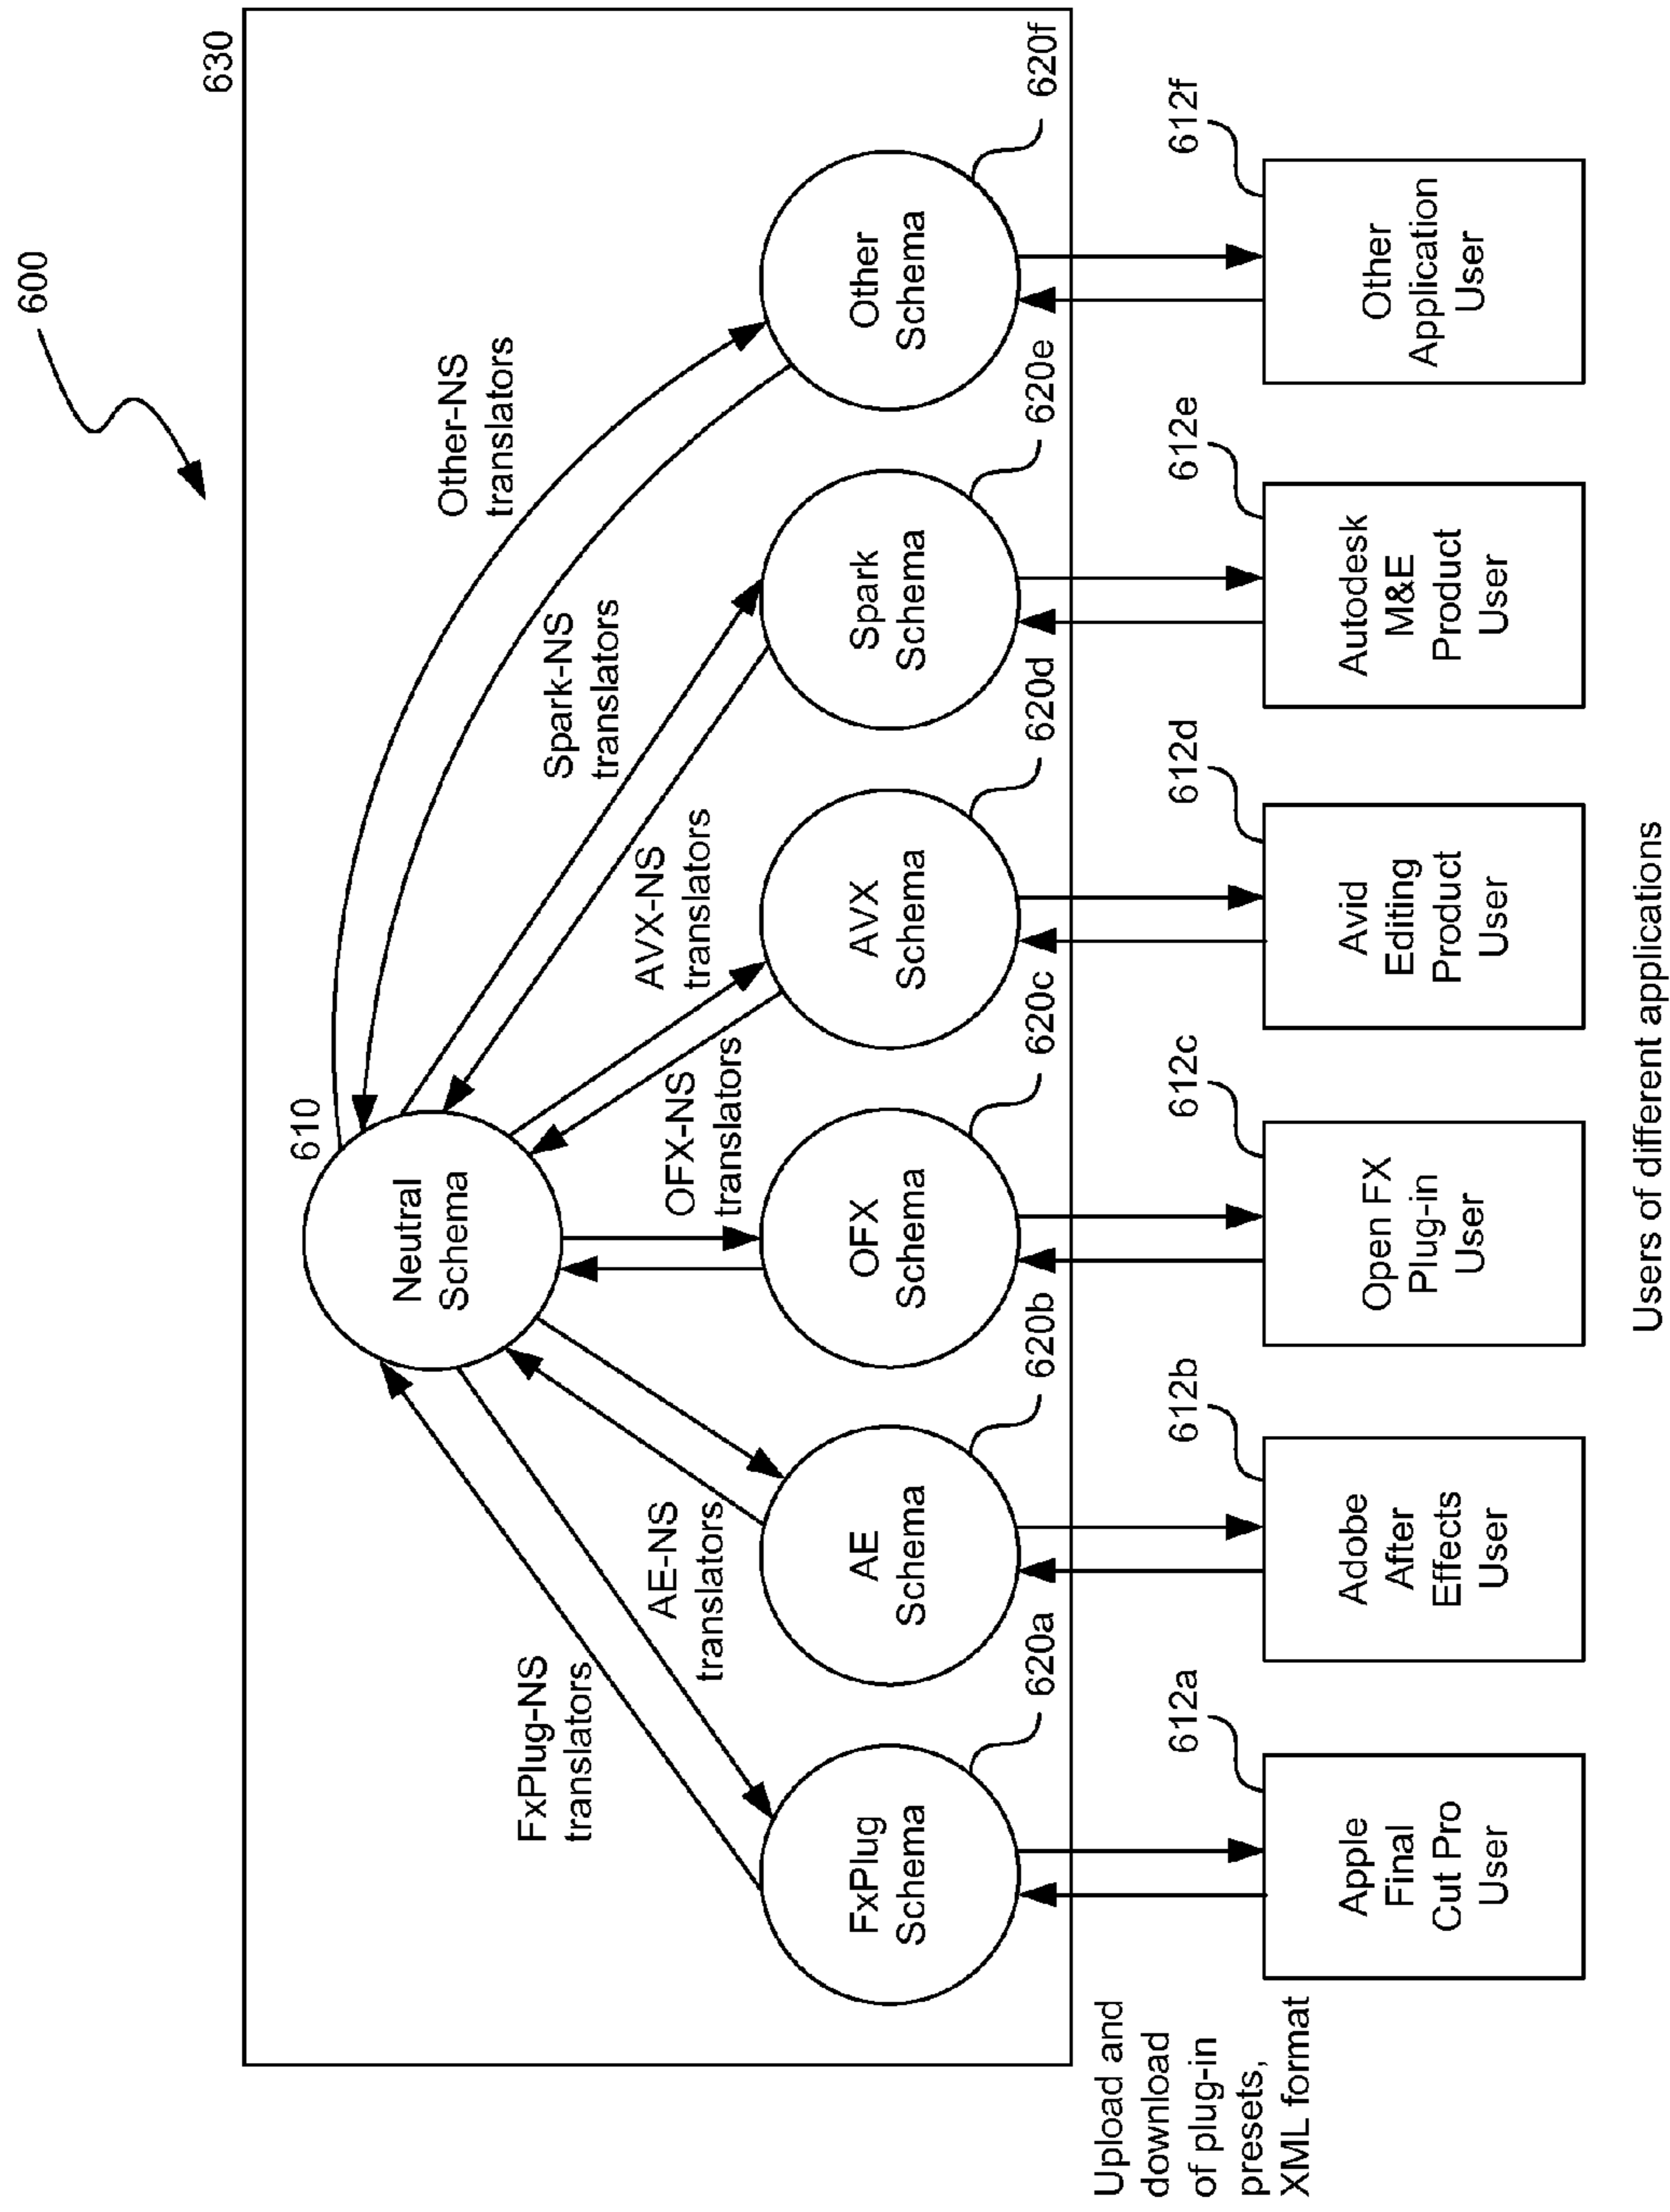 600
630
610
Neutral
Schema
FxPlug-NS
translators
AE-NS
translators
OFX-NS
translators
AVX-NS
translators
Spark-NS
translators
Other-NS
translators
FxPlug
Schema
620a
AE
Schema
620b
OFX
Schema
620c
AVX
Schema
620d
Spark
Schema
620e
Other
Schema
620f
Upload and
download
of plug-in
presets,
XML format
612a
Apple
Final
Cut Pro
User
612b
Adobe
After
Effects
User
612c
Open FX
Plug-in
User
612d
Avid
Editing
Product
User
612e
Autodesk
M&E
Product
User
612f
Other
Application
User
Users of different applications